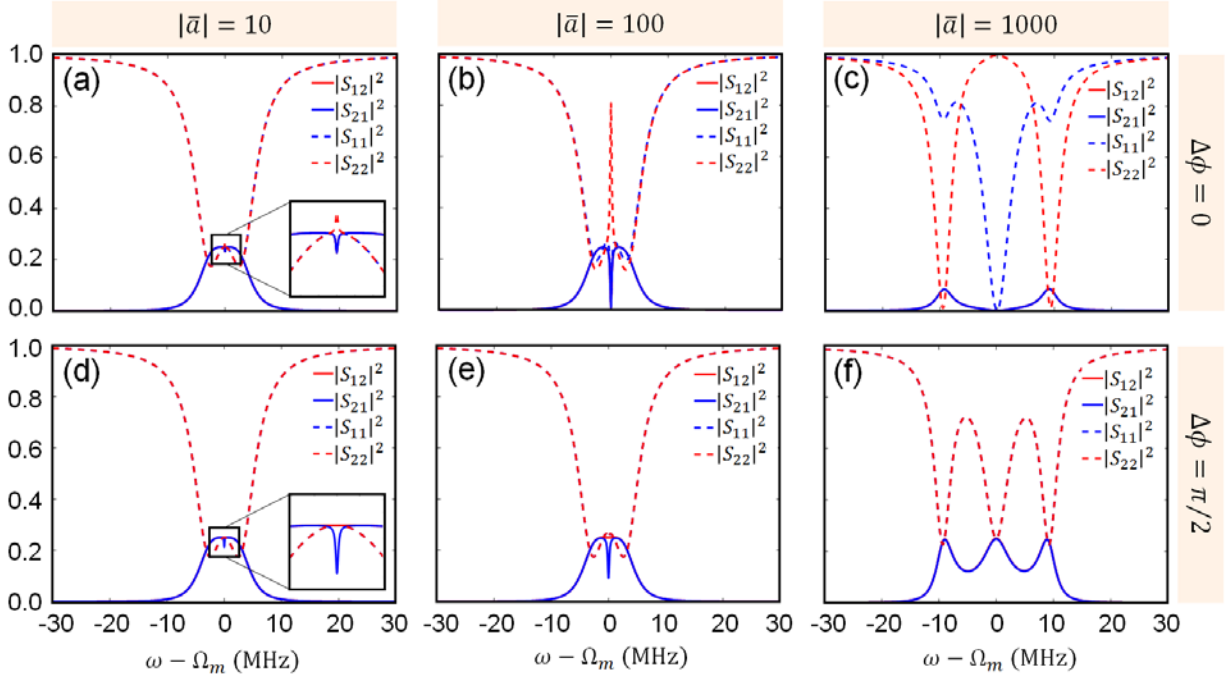 |ā| = 10
|ā| = 100
|ā| = 1000
(a)
|S₁₂|²
|S₂₁|²
|S₁₁|²
|S₂₂|²
(b)
|S₁₂|²
|S₂₁|²
|S₁₁|²
|S₂₂|²
(c)
|S₁₂|²
|S₂₁|²
|S₁₁|²
|S₂₂|²
1.0
0.8
0.6
0.4
0.2
0.0
Δϕ = 0
(d)
|S₁₂|²
|S₂₁|²
|S₁₁|²
|S₂₂|²
(e)
|S₁₂|²
|S₂₁|²
|S₁₁|²
|S₂₂|²
(f)
|S₁₂|²
|S₂₁|²
|S₁₁|²
|S₂₂|²
1.0
0.8
0.6
0.4
0.2
0.0
Δϕ = π/2
-30 -20 -10 0 10 20 30
-30 -20 -10 0 10 20 30
-30 -20 -10 0 10 20 30
ω − Ωₘ (MHz)
ω − Ωₘ (MHz)
ω − Ωₘ (MHz)